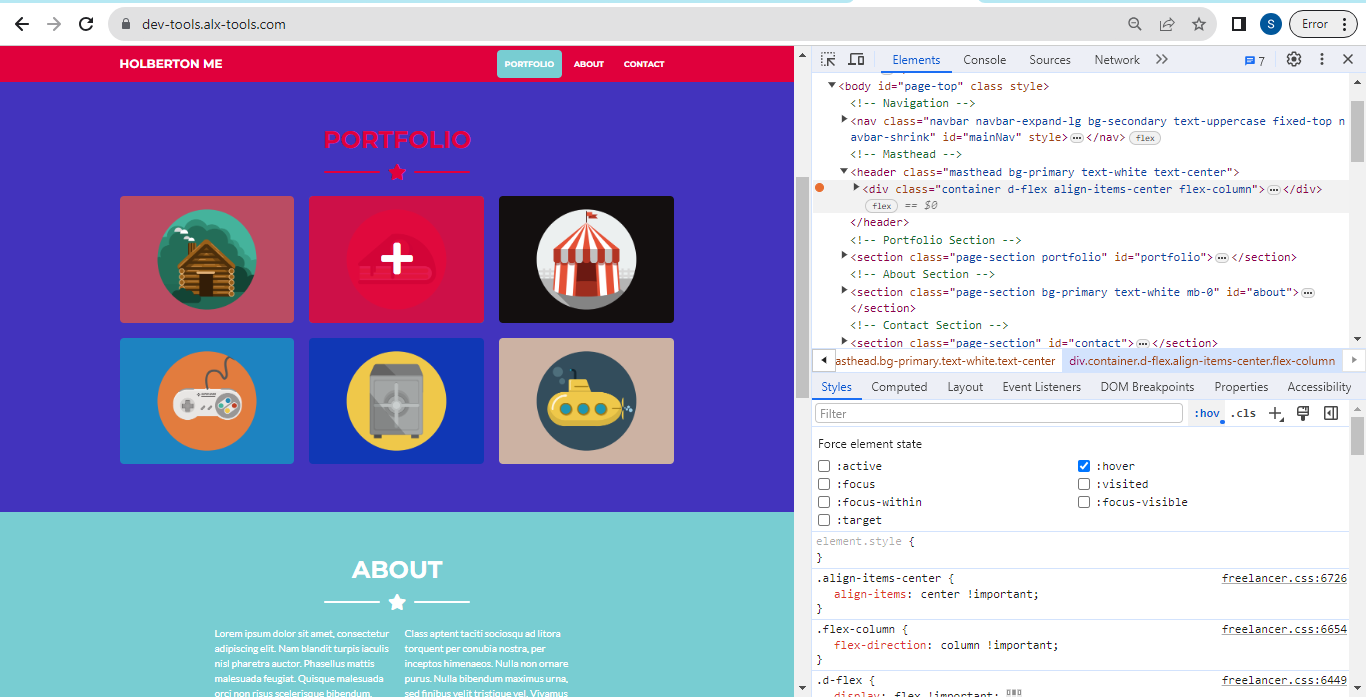 dev-tools.alx-tools.com
S
Error
HOLBERTON ME
PORTFOLIO
ABOUT
CONTACT
PORTFOLIO
ABOUT
Lorem ipsum dolor sit amet, consectetur
adipiscing elit. Nam blandit turpis iaculis
nisl pharetra auctor. Phasellus mattis
malesuada feugiat. Quisque malesuada
orci non risus scelerisque bibendum.
Class aptent taciti sociosqu ad litora
torquent per conubia nostra, per
inceptos himenaeos. Nulla non ornare
purus. Nulla bibendum maximus urna,
sed finibus velit tristique vel. Vivamus
Elements
Console
Sources
Network
7
<body id="page-top" class style>
<!-- Navigation -->
<nav class="navbar navbar-expand-lg bg-secondary text-uppercase fixed-top n
avbar-shrink" id="mainNav" style>…</nav> flex
<!-- Masthead -->
<header class="masthead bg-primary text-white text-center">
<div class="container d-flex align-items-center flex-column">…</div>
flex == $0
</header>
<!-- Portfolio Section -->
<section class="page-section portfolio" id="portfolio">…</section>
<!-- About Section -->
<section class="page-section bg-primary text-white mb-0" id="about">…
</section>
<!-- Contact Section -->
<section class="page-section" id="contact">…</section>
asthead.bg-primary.text-white.text-center
div.container.d-flex.align-items-center.flex-column
Styles
Computed
Layout
Event Listeners
DOM Breakpoints
Properties
Accessibility
Filter
:hov
.cls
Force element state
:active
:hover
:focus
:visited
:focus-within
:focus-visible
:target
element.style {
}
.align-items-center {
freelancer.css:6726
align-items: center !important;
}
.flex-column {
freelancer.css:6654
flex-direction: column !important;
}
.d-flex {
freelancer.css:6449
display: flex !important;